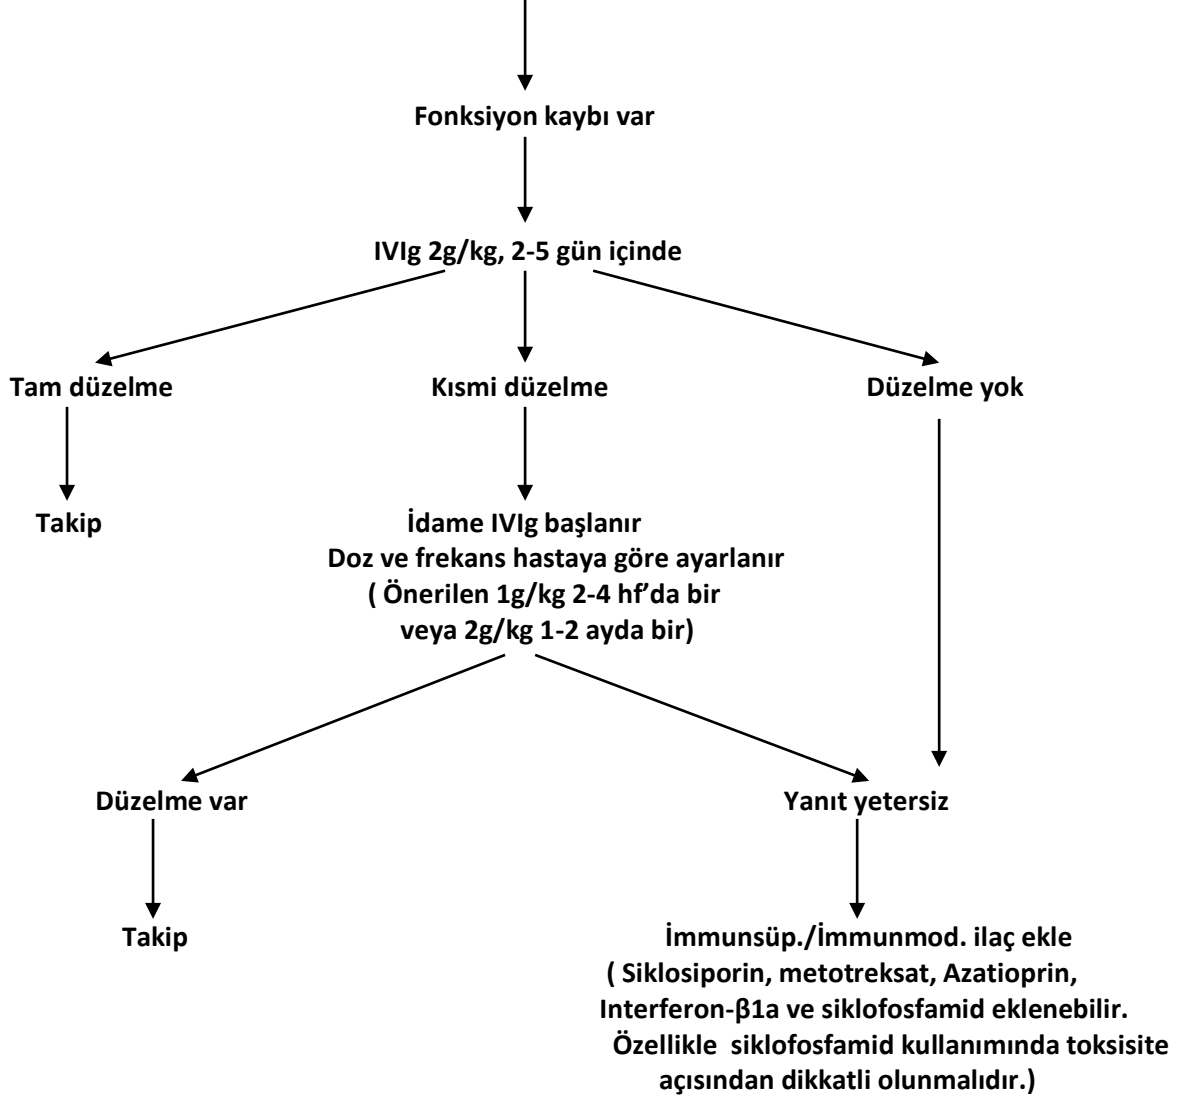 Fonksiyon kaybı var
IVIg 2g/kg, 2-5 gün içinde
Tam düzelme
Kısmi düzelme
Düzelme yok
Takip
İdame IVIg başlanır
Doz ve frekans hastaya göre ayarlanır
( Önerilen 1g/kg 2-4 hf’da bir
veya 2g/kg 1-2 ayda bir)
Düzelme var
Yanıt yetersiz
Takip
İmmunsüp./İmmunmod. ilaç ekle
( Siklosiporin, metotreksat, Azatioprin,
Interferon-β1a ve siklofosfamid eklenebilir.
Özellikle siklofosfamid kullanımında toksisite
açısından dikkatli olunmalıdır.)